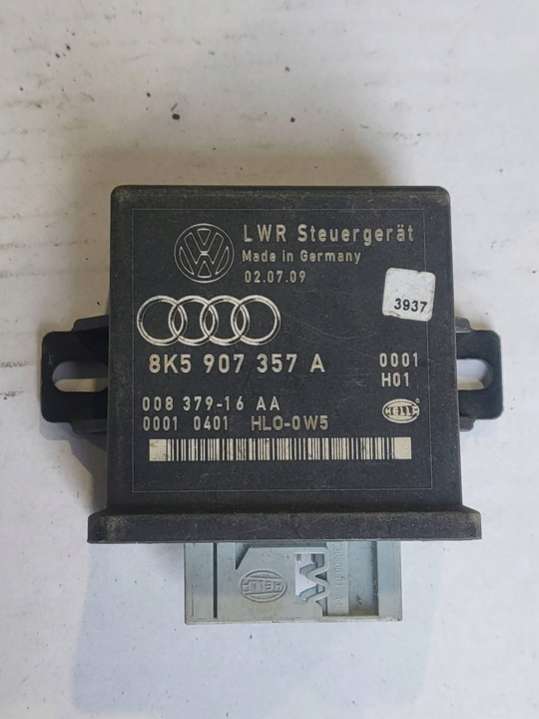 LWR Steuergerät
Made in Germany
02.07.09
3937
8K5 907 357 A
0001
H01
008 379-16 AA
0001 0401 HLO-0W5
HELLA
HELLA